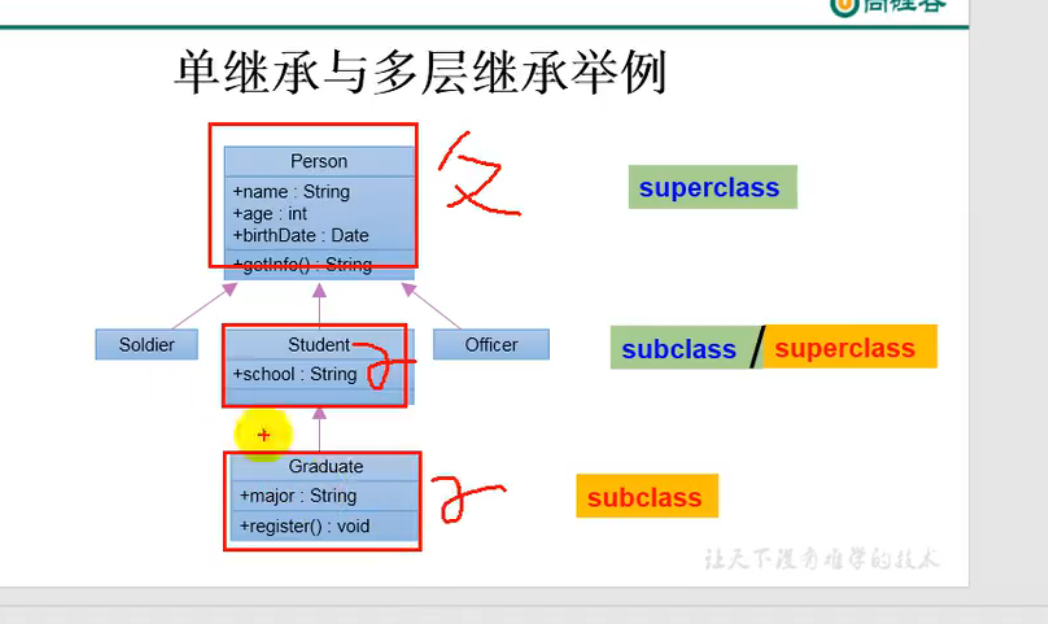 尚硅谷
单继承与多层继承举例
Person
+name : String
+age : int
+birthDate : Date
+getInfo() : String
父
superclass
Soldier
Student
+school : String
子
Officer
subclass / superclass
Graduate
+major : String
+register() : void
子
subclass
让天下没有难学的技术